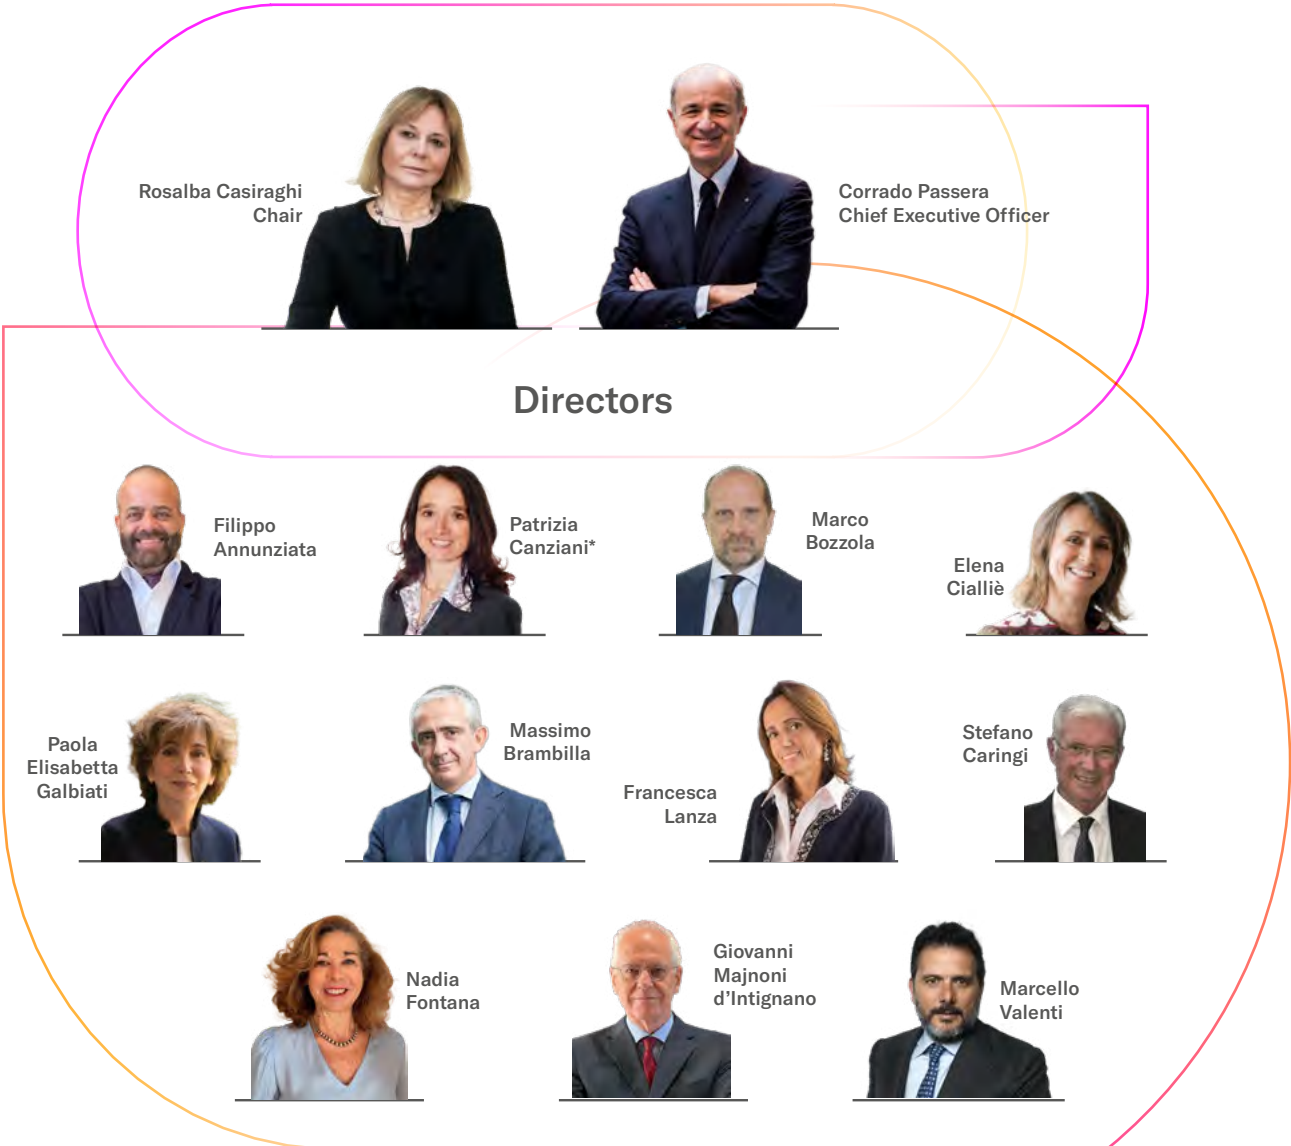 Rosalba Casiraghi
Chair
Corrado Passera
Chief Executive Officer
Directors
Filippo
Annunziata
Patrizia
Canziani*
Marco
Bozzola
Elena
Cialliè
Paola
Elisabetta
Galbiati
Massimo
Brambilla
Francesca
Lanza
Stefano
Caringi
Nadia
Fontana
Giovanni
Majnoni
d’Intignano
Marcello
Valenti